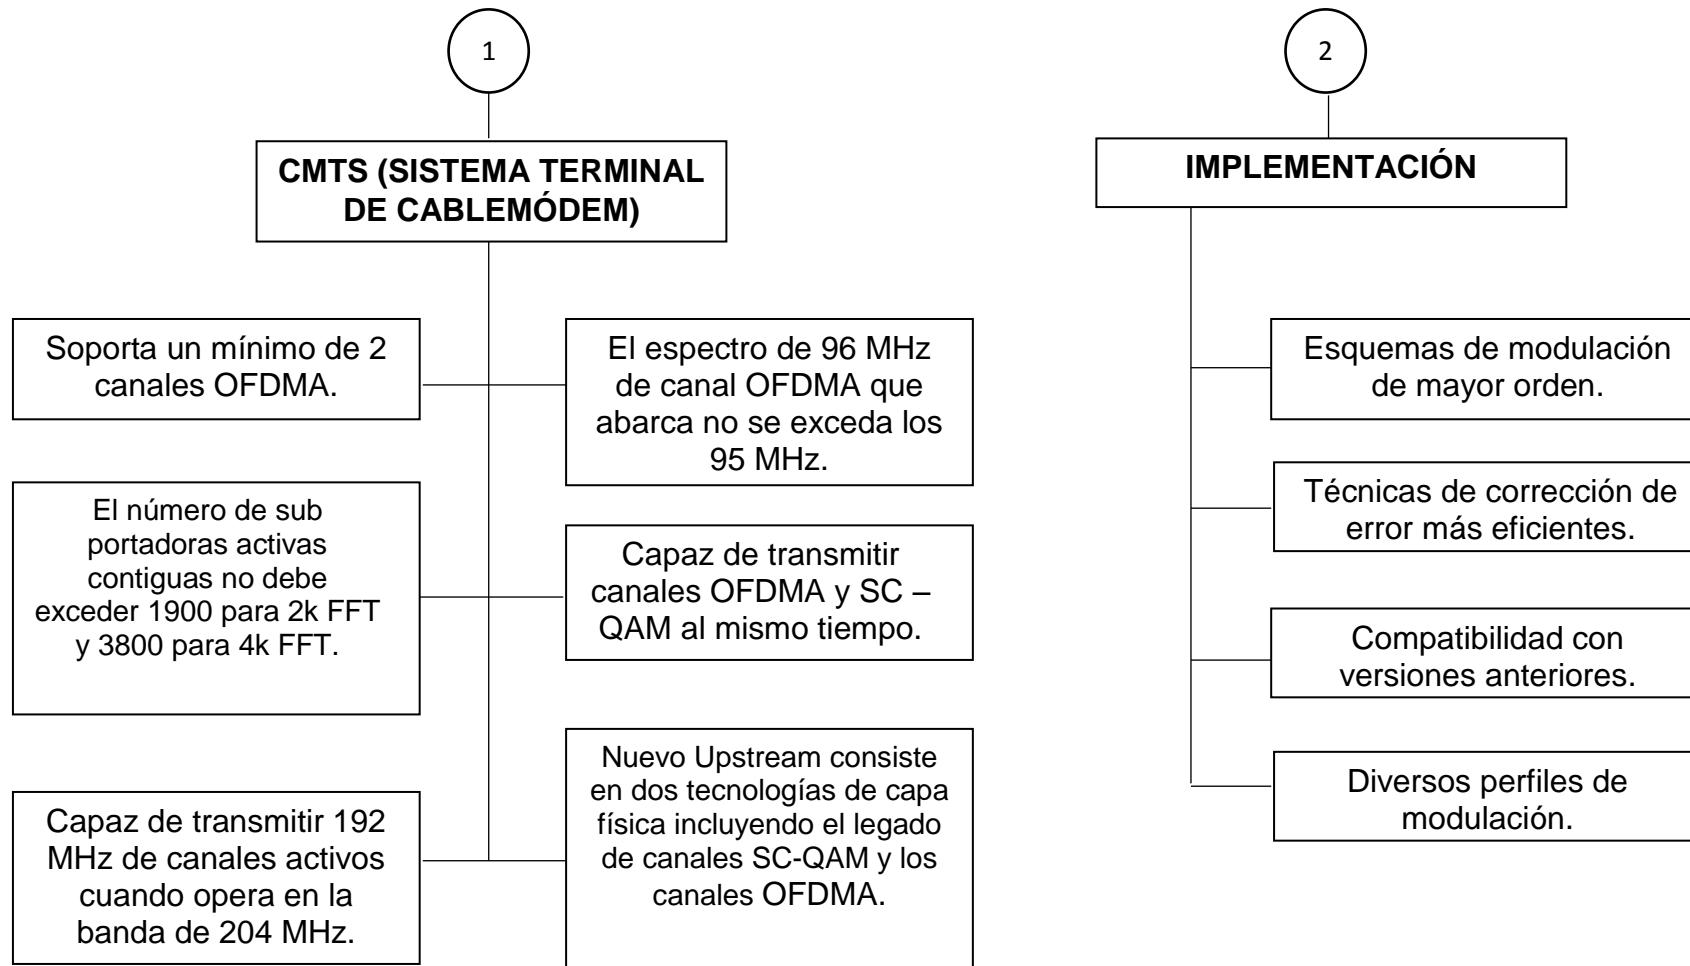 1
CMTS (SISTEMA TERMINAL
DE CABLEMÓDEM)
Soporta un mínimo de 2
canales OFDMA.
El espectro de 96 MHz
de canal OFDMA que
abarca no se exceda los
95 MHz.
El número de sub
portadoras activas
contiguas no debe
exceder 1900 para 2k FFT
y 3800 para 4k FFT.
Capaz de transmitir
canales OFDMA y SC –
QAM al mismo tiempo.
Capaz de transmitir 192
MHz de canales activos
cuando opera en la
banda de 204 MHz.
Nuevo Upstream consiste
en dos tecnologías de capa
física incluyendo el legado
de canales SC-QAM y los
canales OFDMA.
2
IMPLEMENTACIÓN
Esquemas de modulación
de mayor orden.
Técnicas de corrección de
error más eficientes.
Compatibilidad con
versiones anteriores.
Diversos perfiles de
modulación.